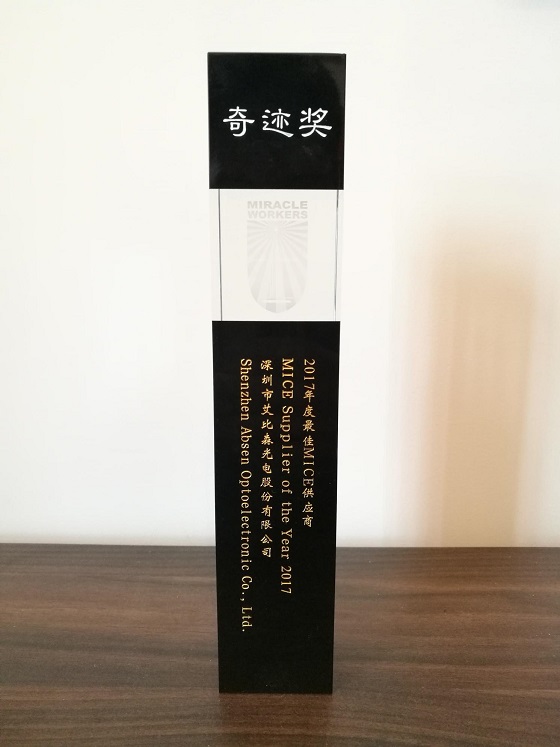 奇迹奖
MIRACLE
WORKERS
2017年度最佳MICE供应商
MICE Supplier of the Year 2017
深圳市艾比森光电股份有限公司
Shenzhen Absen Optoelectronic Co., Ltd.